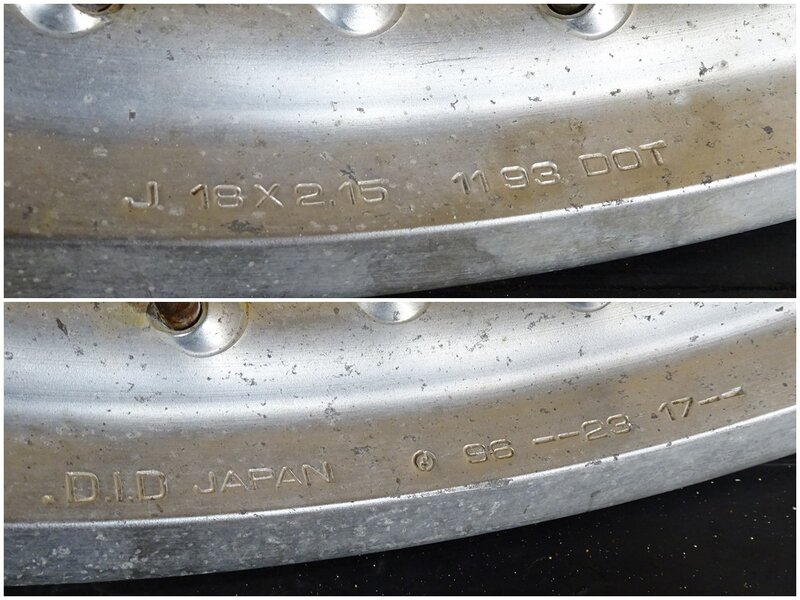 J 18X2.15 11 93 DOT
.D.I.D JAPAN 96 --23 17--